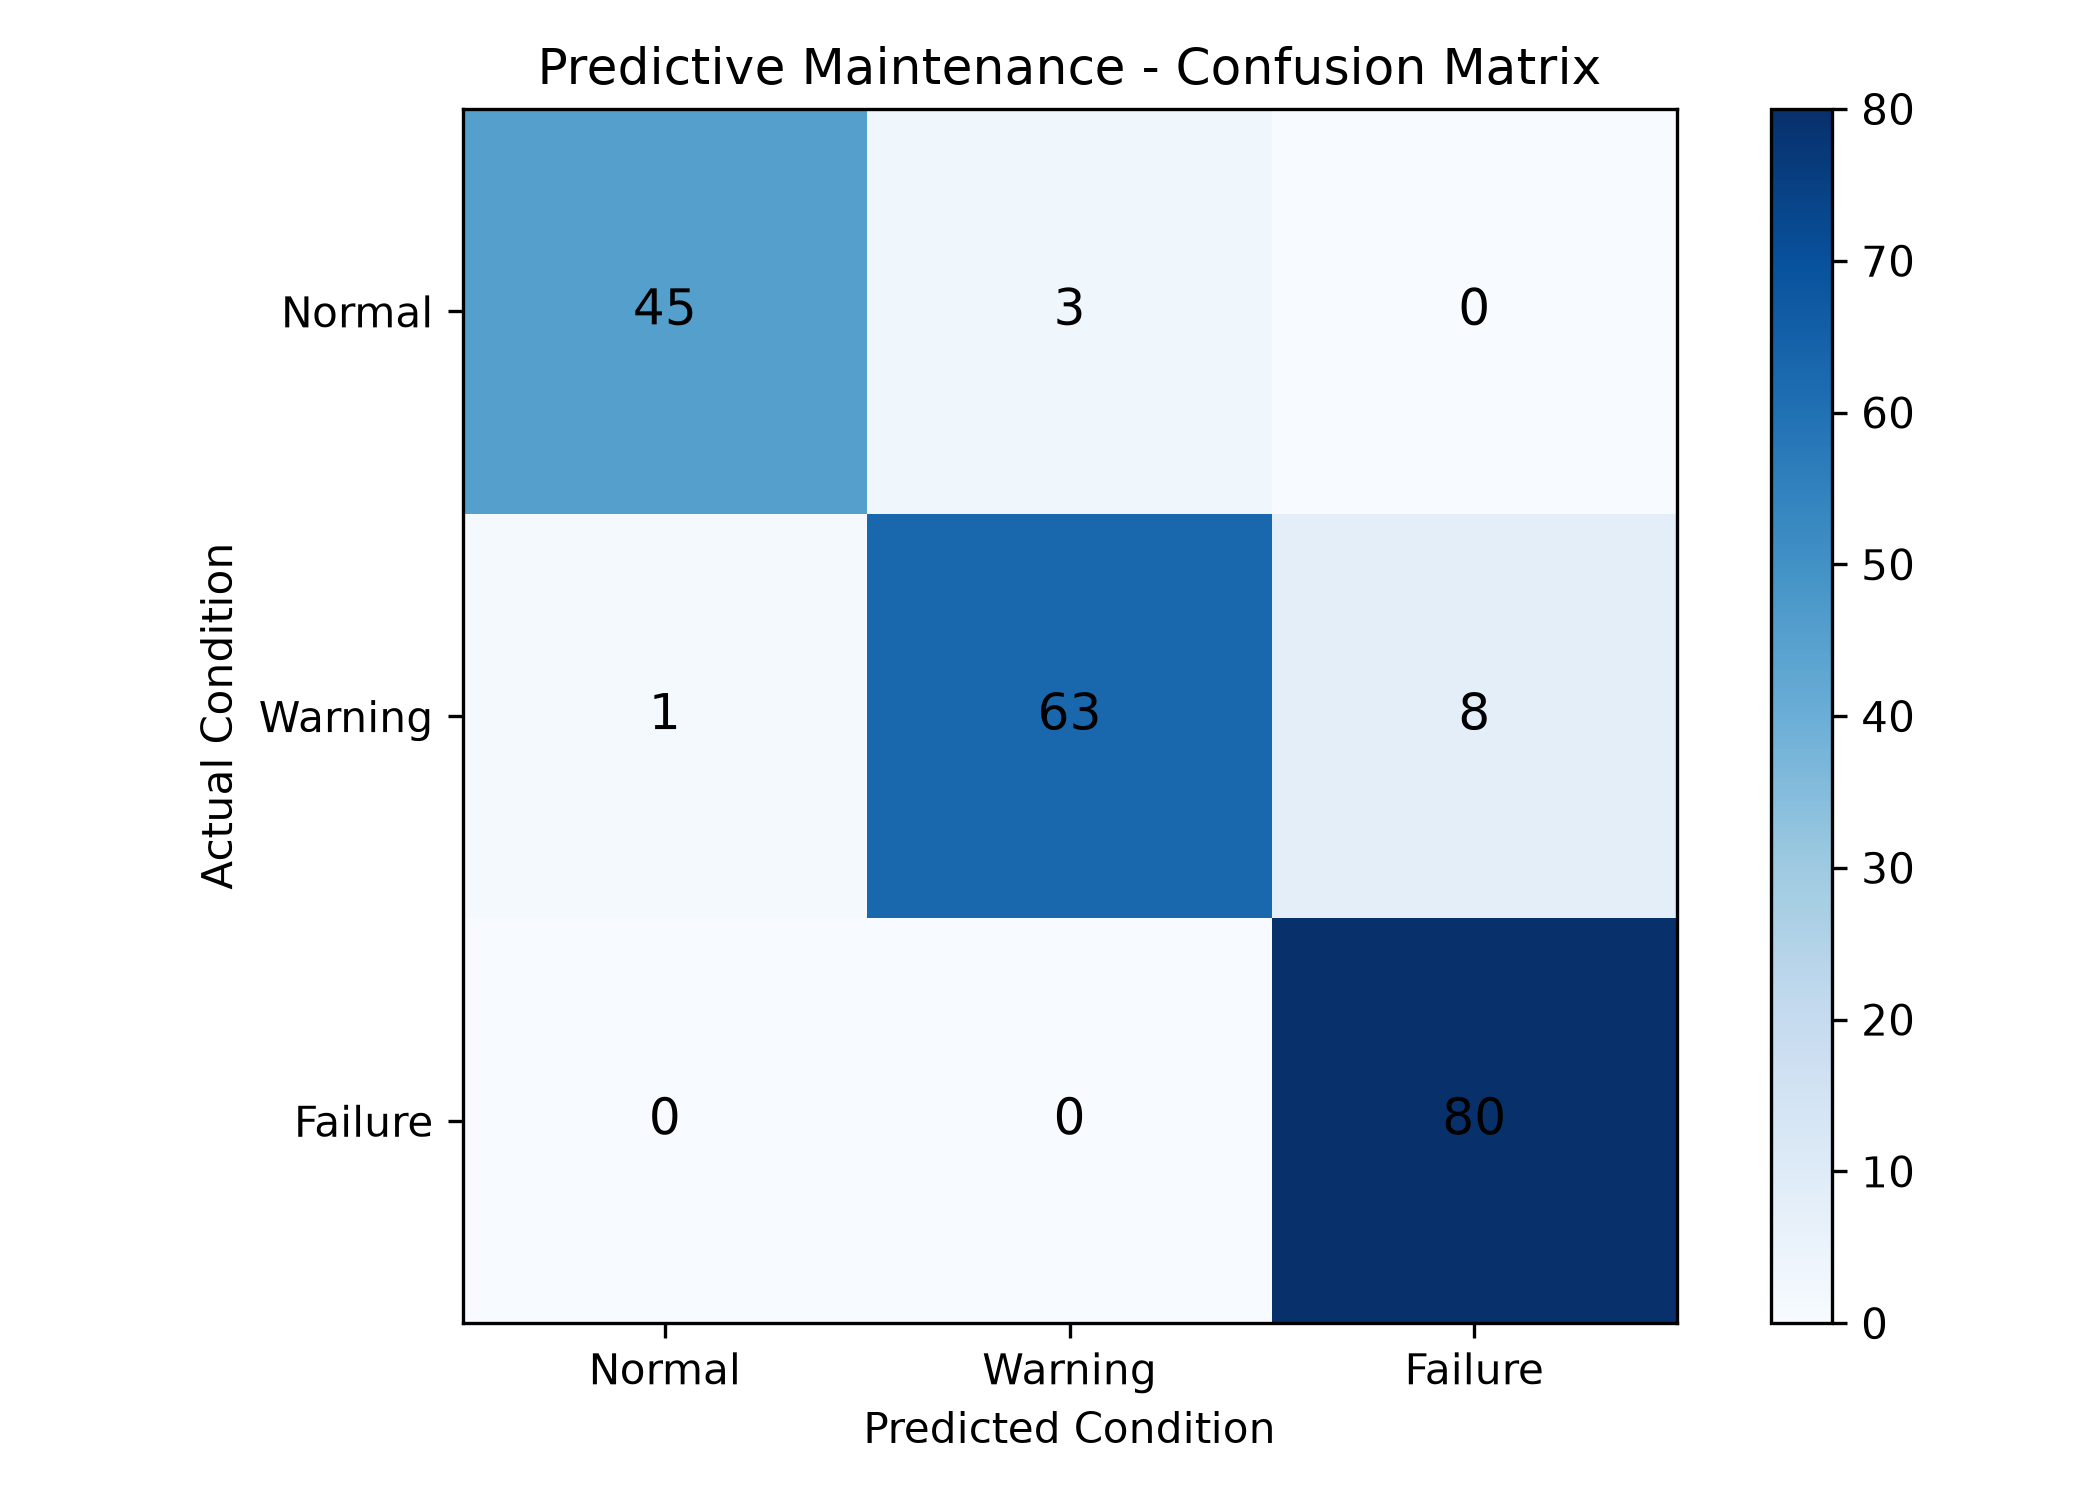 Predictive Maintenance - Confusion Matrix
Actual Condition
Normal 45 3 0
Warning 1 63 8
Failure 0 0 80
Normal Warning Failure
Predicted Condition
80
70
60
50
40
30
20
10
0